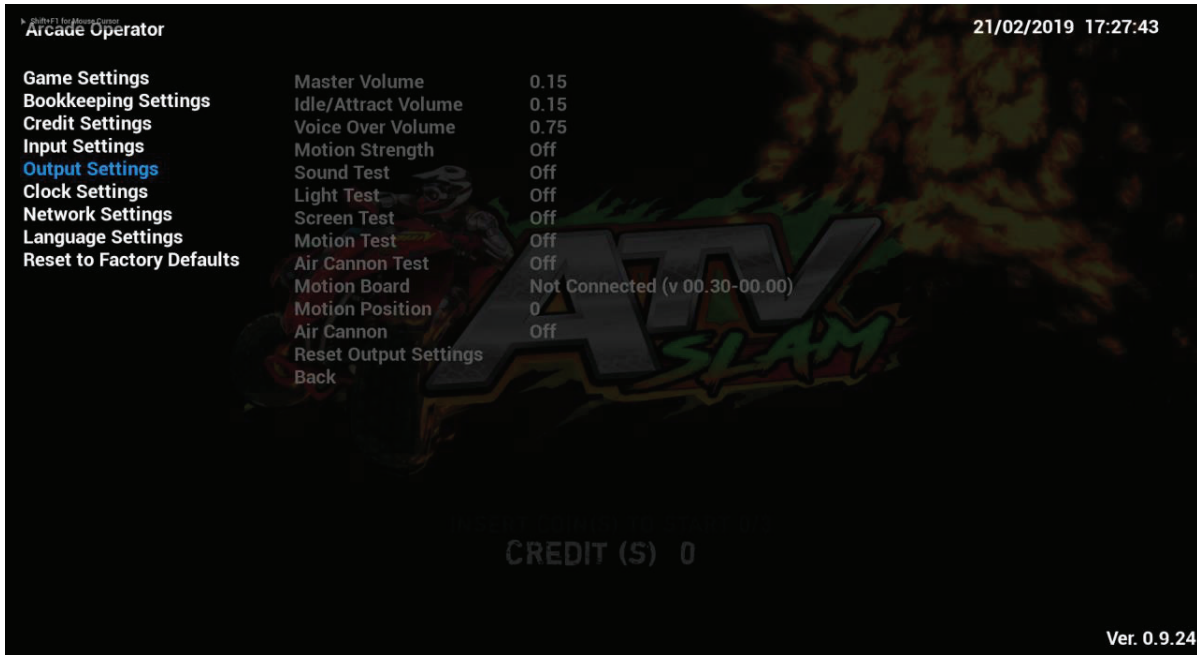 Shift+F1 for Mouse Cursor
Arcade Operator
21/02/2019 17:27:43
Game Settings
Bookkeeping Settings
Credit Settings
Input Settings
Output Settings
Clock Settings
Network Settings
Language Settings
Reset to Factory Defaults
Master Volume 0.15
Idle/Attract Volume 0.15
Voice Over Volume 0.75
Motion Strength Off
Sound Test Off
Light Test Off
Screen Test Off
Motion Test Off
Air Cannon Test Off
Motion Board Not Connected (v 00.30-00.00)
Motion Position 0
Air Cannon Off
Reset Output Settings
Back
ATV
SLAM
INSERT COIN(S) TO START
CREDIT (S) 0
Ver. 0.9.24